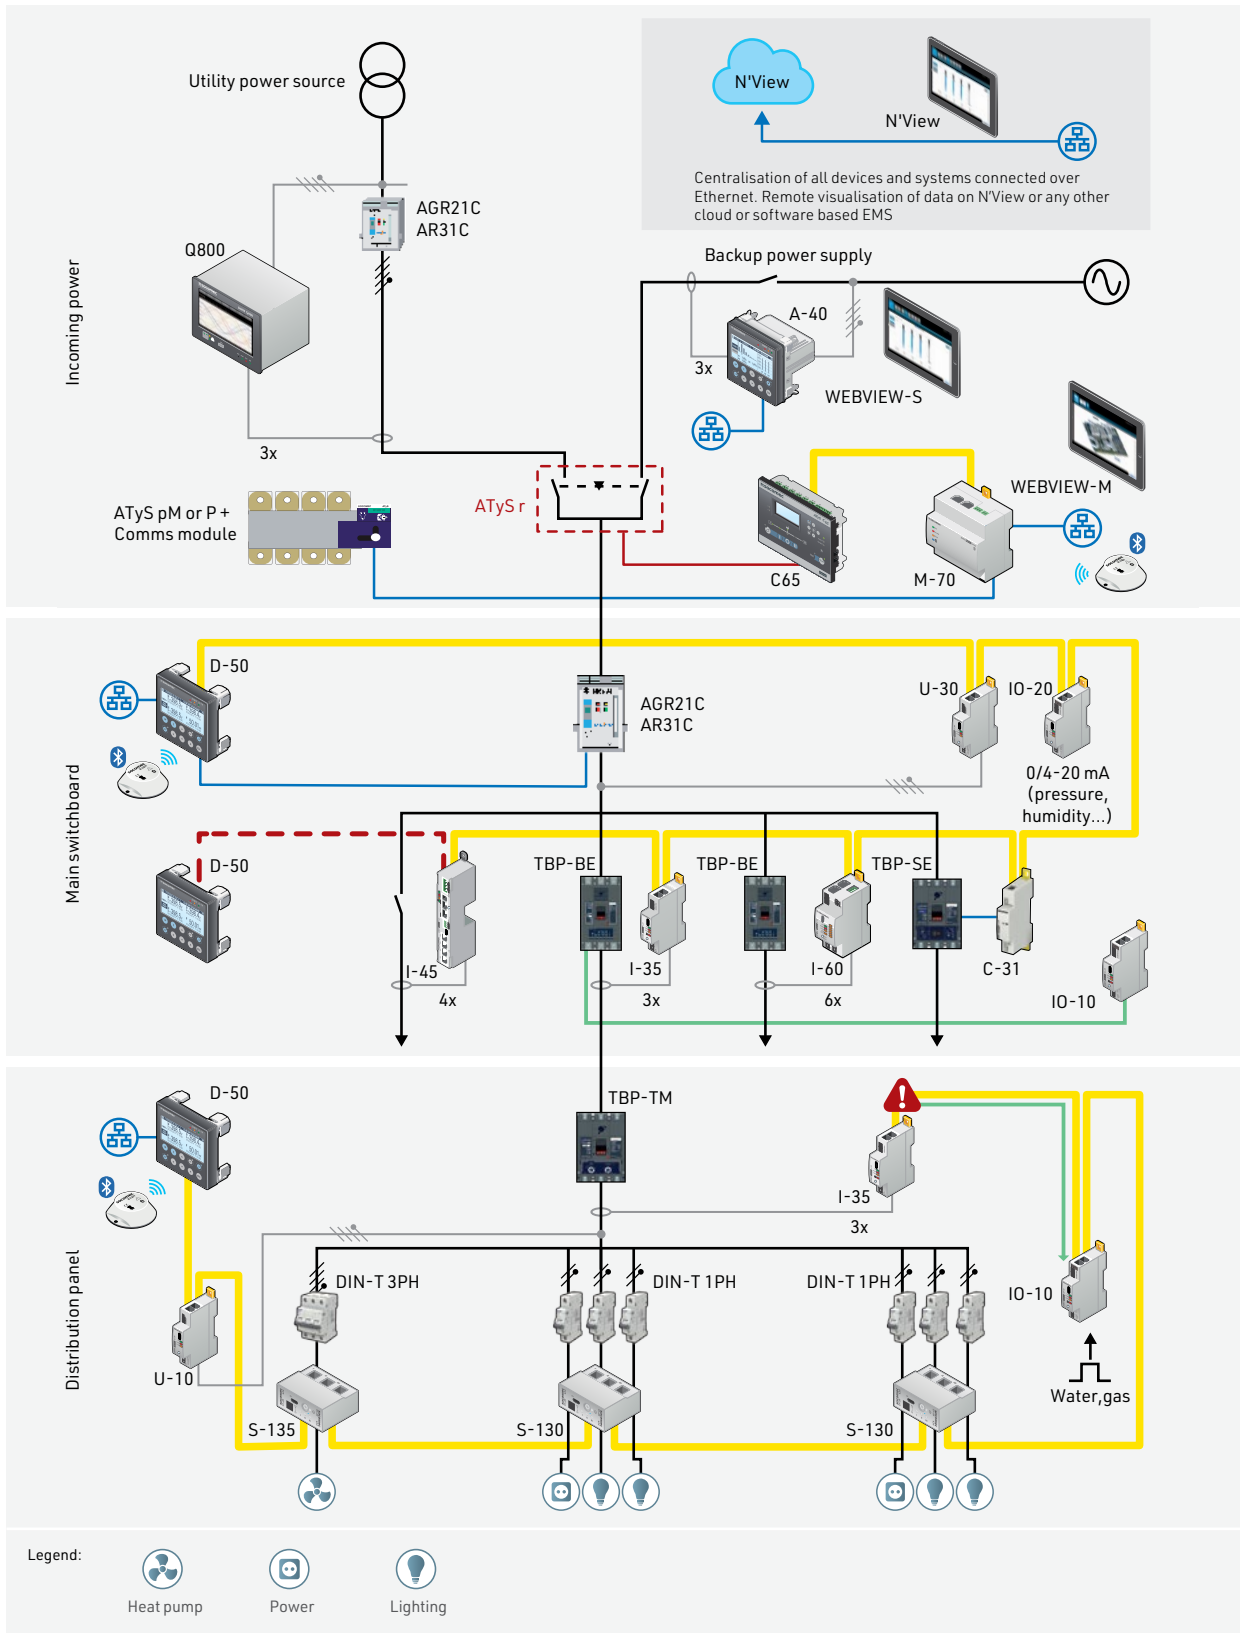 Utility power source
N'View
N'View
Centralisation of all devices and systems connected over
Ethernet. Remote visualisation of data on N'View or any other
cloud or software based EMS
AGR21C
AR31C
Q800
Incoming power
Backup power supply
A-40
3x
WEBVIEW-S
3x
ATyS r
WEBVIEW-M
ATyS pM or P +
Comms module
C65
M-70
D-50
U-30
IO-20
AGR21C
AR31C
0/4-20 mA
(pressure,
humidity...)
Main switchboard
D-50
TBP-BE
TBP-BE
TBP-SE
I-45
I-35
I-60
C-31
4x
3x
6x
IO-10
D-50
TBP-TM
I-35
3x
Distribution panel
DIN-T 3PH
DIN-T 1PH
DIN-T 1PH
IO-10
U-10
Water,gas
S-135
S-130
S-130
Legend:
Heat pump
Power
Lighting